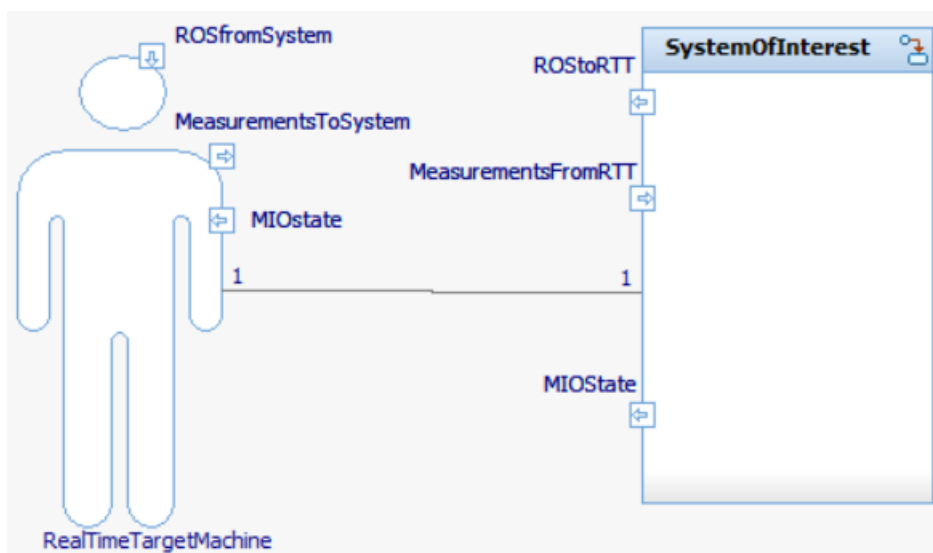 ROSfromSystem
SystemOfInterest
ROStoRTT
MeasurementsToSystem
MeasurementsFromRTT
MIOstate
1
1
MIOState
RealTimeTargetMachine